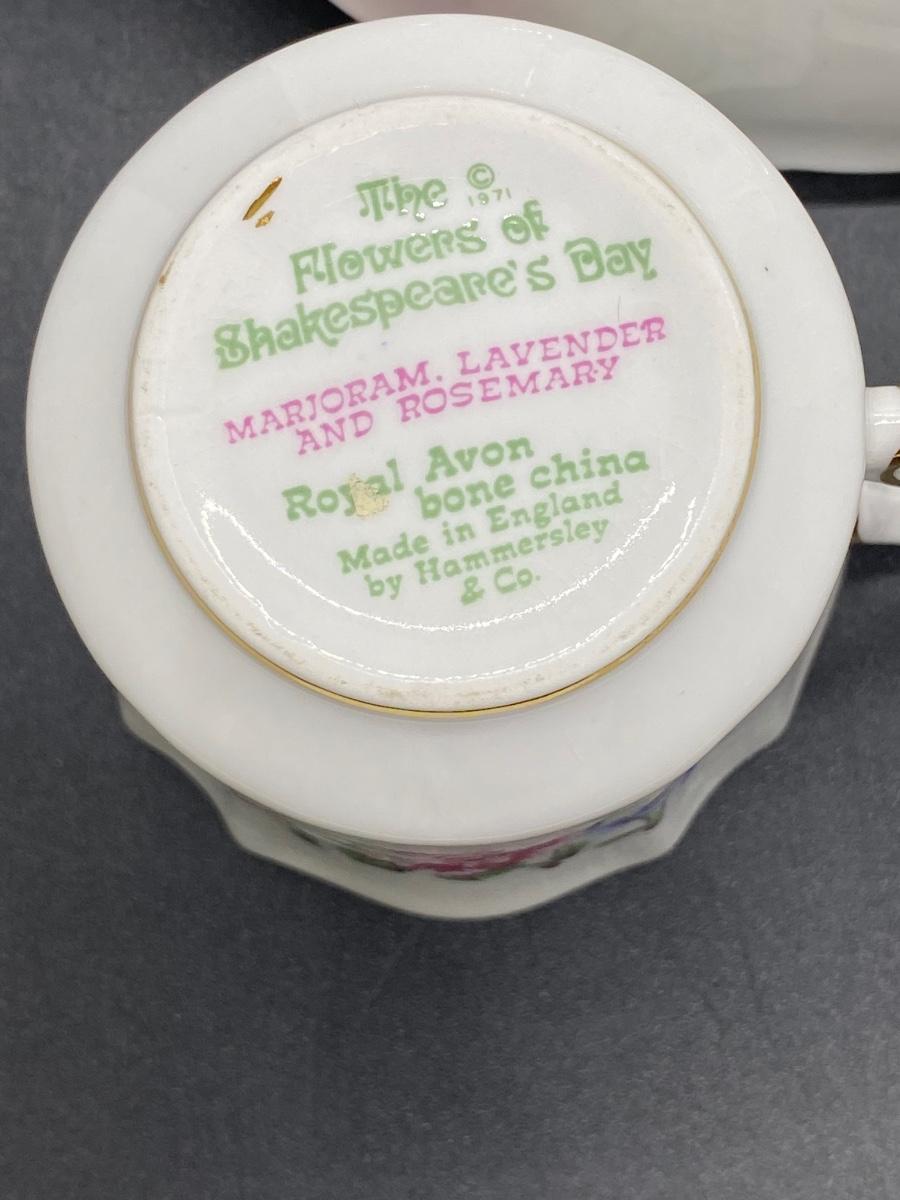 The ©
1971
Flowers of
Shakespeare's Day
MARJORAM, LAVENDER
AND ROSEMARY
Royal Avon
bone china
Made in England
by Hammersley
& Co.